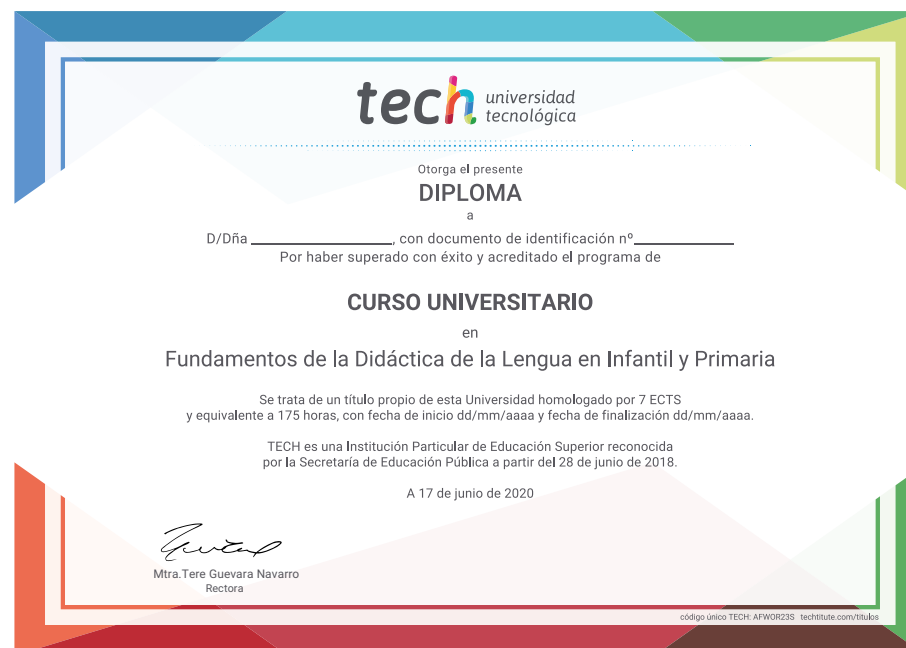 tech universidad
tecnológica
Otorga el presente
DIPLOMA
a
D/Dña ________________, con documento de identificación nº____________
Por haber superado con éxito y acreditado el programa de
CURSO UNIVERSITARIO
en
Fundamentos de la Didáctica de la Lengua en Infantil y Primaria
Se trata de un título propio de esta Universidad homologado por 7 ECTS
y equivalente a 175 horas, con fecha de inicio dd/mm/aaaa y fecha de finalización dd/mm/aaaa.
TECH es una Institución Particular de Educación Superior reconocida
por la Secretaría de Educación Pública a partir del 28 de junio de 2018.
A 17 de junio de 2020
Mtra.Tere Guevara Navarro
Rectora
código único TECH: AFWOR23S techtitute.com/titulos